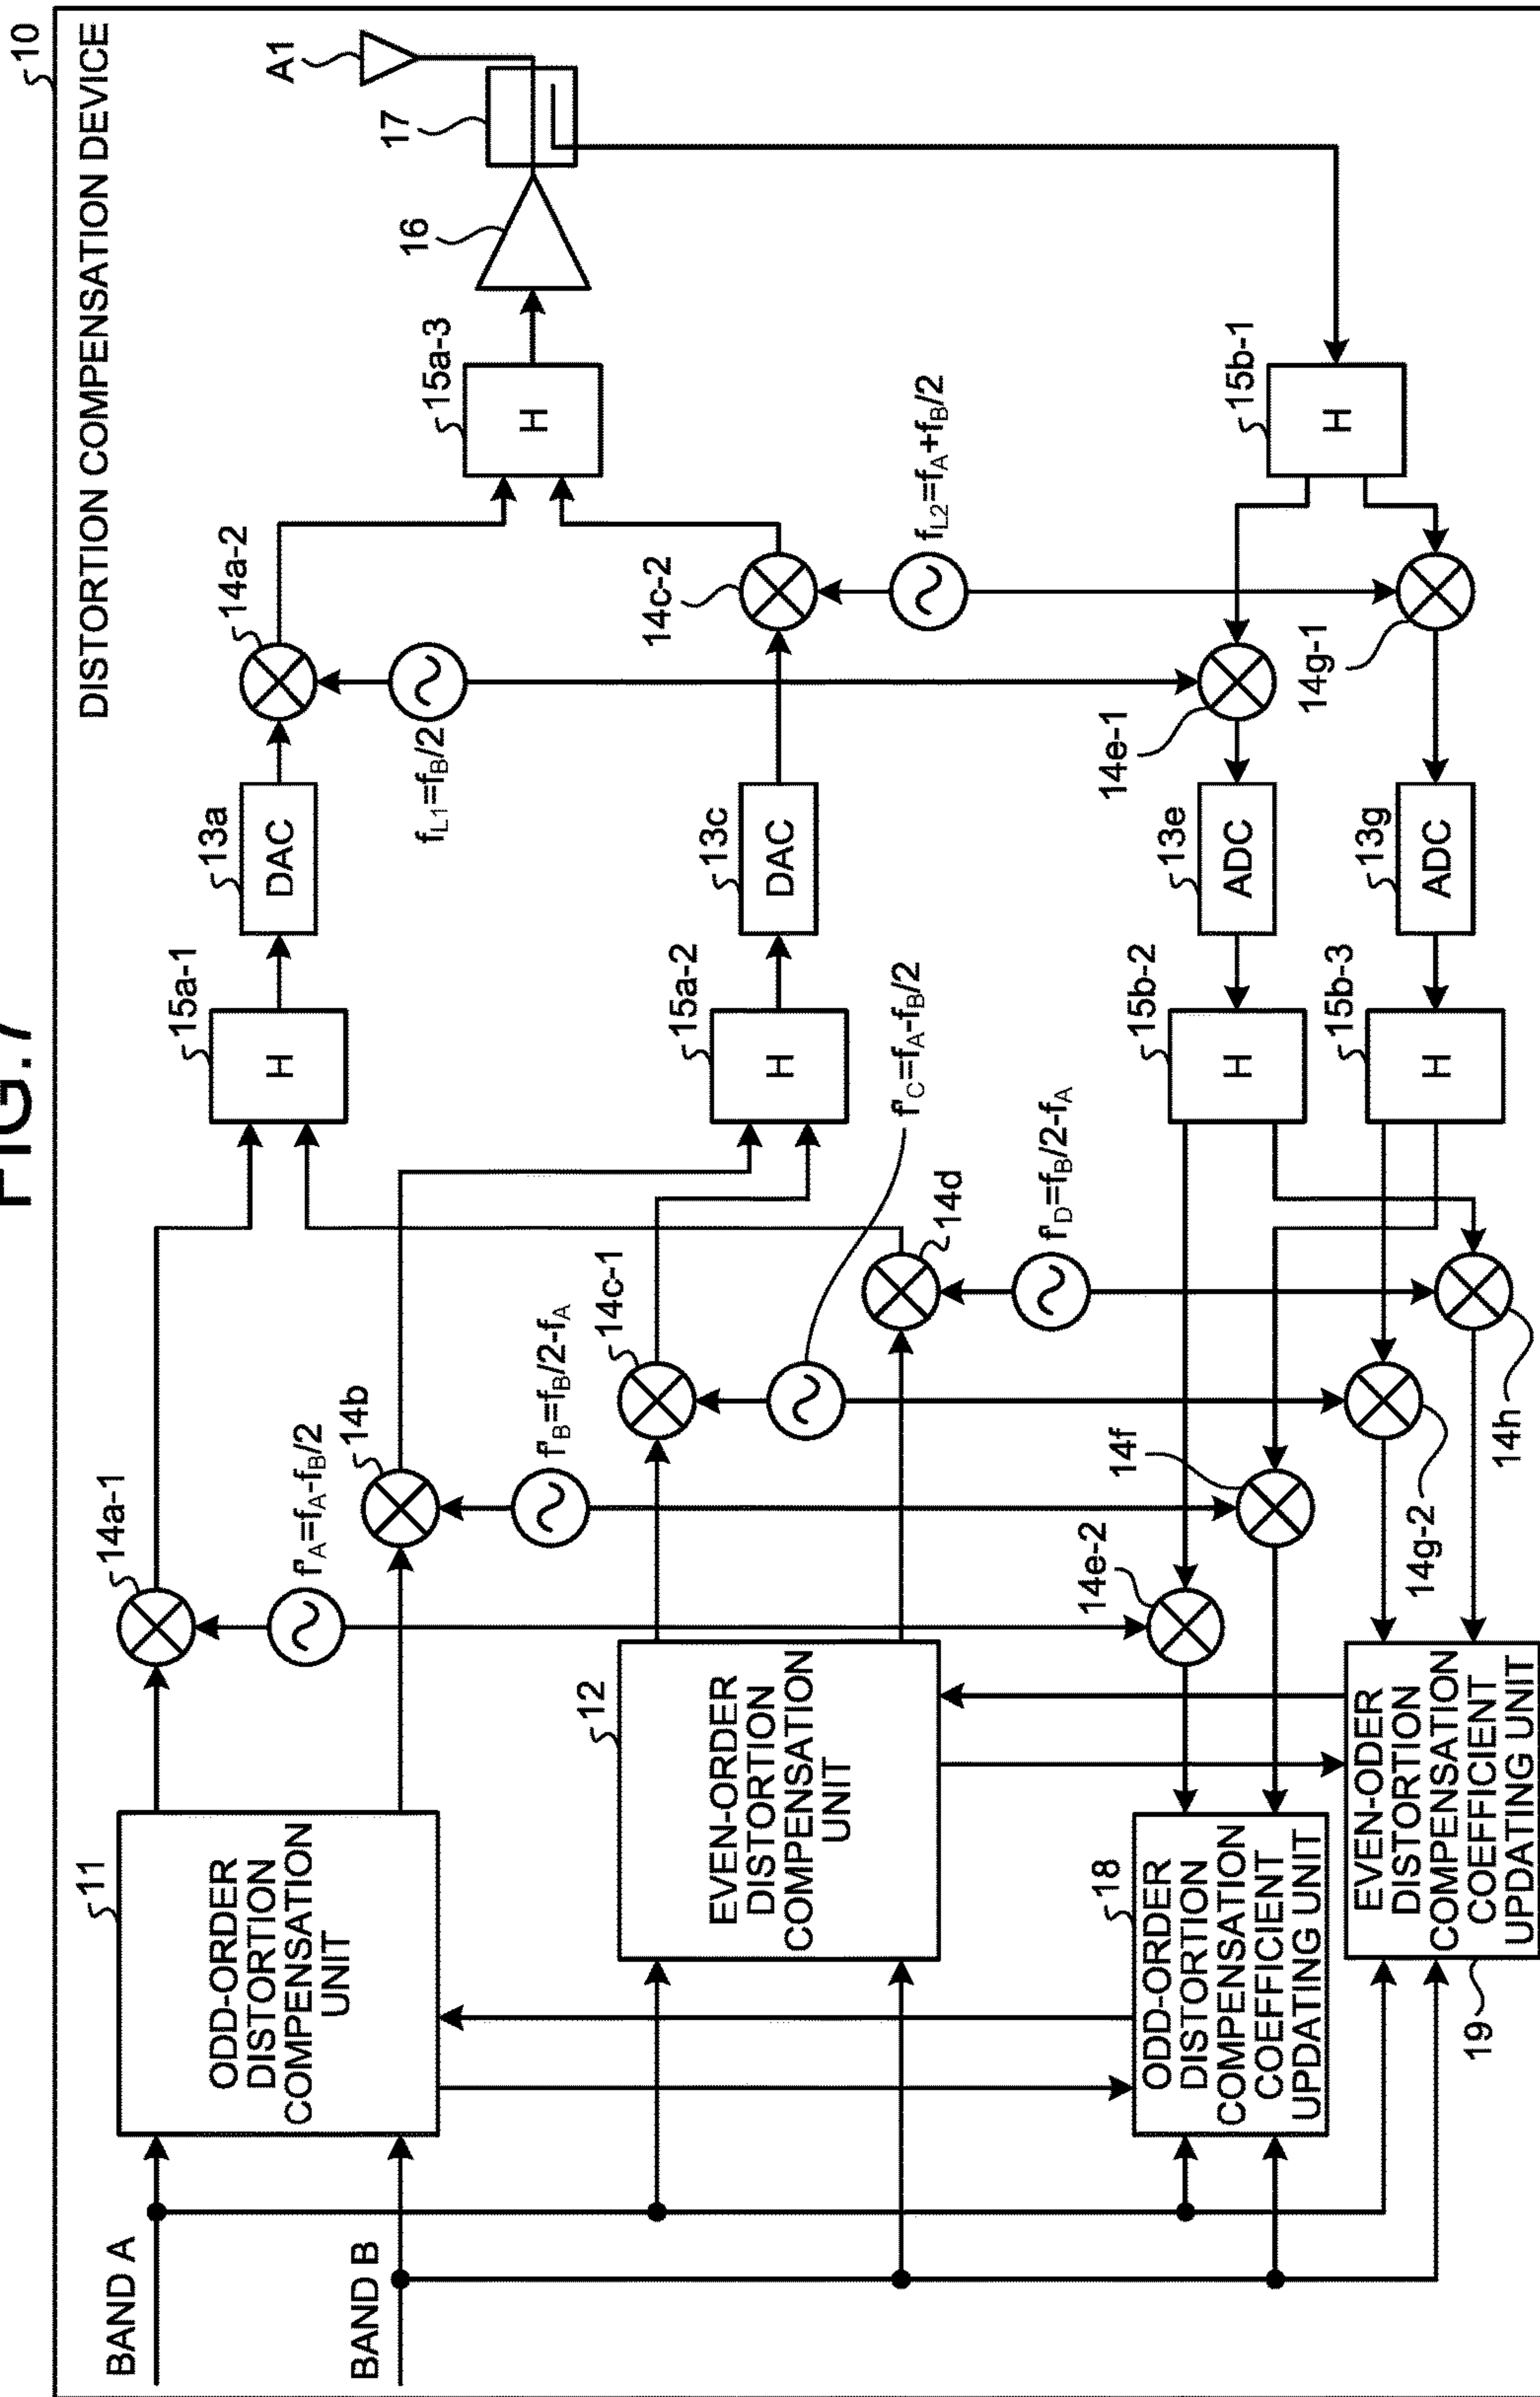 FIG.7
10
DISTORTION COMPENSATION DEVICE
BAND A
BAND B
11
ODD-ORDER
DISTORTION
COMPENSATION
UNIT
12
EVEN-ORDER
DISTORTION
COMPENSATION
UNIT
18
ODD-ORDER
DISTORTION
COMPENSATION
COEFFICIENT
UPDATING UNIT
19
EVEN-ODER
DISTORTION
COMPENSATION
COEFFICIENT
UPDATING UNIT
14a-1
f'A=fA-fB/2
14b
f'B=fB/2-fA
14c-1
f'C=fA-fB/2
14d
f'D=fB/2-fA
14e-2
14f
14g-2
14h
15a-1
H
15a-2
H
15b-2
H
15b-3
H
13a
DAC
13c
DAC
13e
ADC
13g
ADC
14a-2
fL1=fB/2
14c-2
fL2=fA+fB/2
14e-1
14g-1
15a-3
H
15b-1
H
16
17
A1